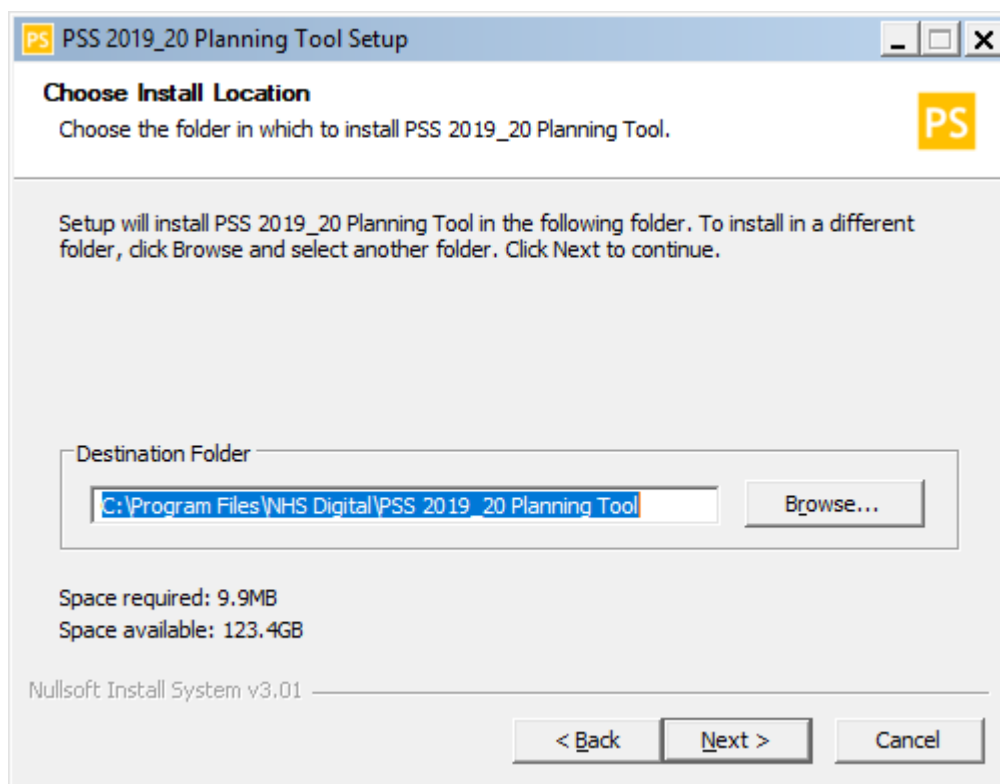 PS PSS 2019_20 Planning Tool Setup
Choose Install Location
Choose the folder in which to install PSS 2019_20 Planning Tool.
PS
Setup will install PSS 2019_20 Planning Tool in the following folder. To install in a different
folder, click Browse and select another folder. Click Next to continue.
Destination Folder
C:\Program Files\NHS Digital\PSS 2019_20 Planning Tool
Browse...
Space required: 9.9MB
Space available: 123.4GB
Nullsoft Install System v3.01
< Back
Next >
Cancel